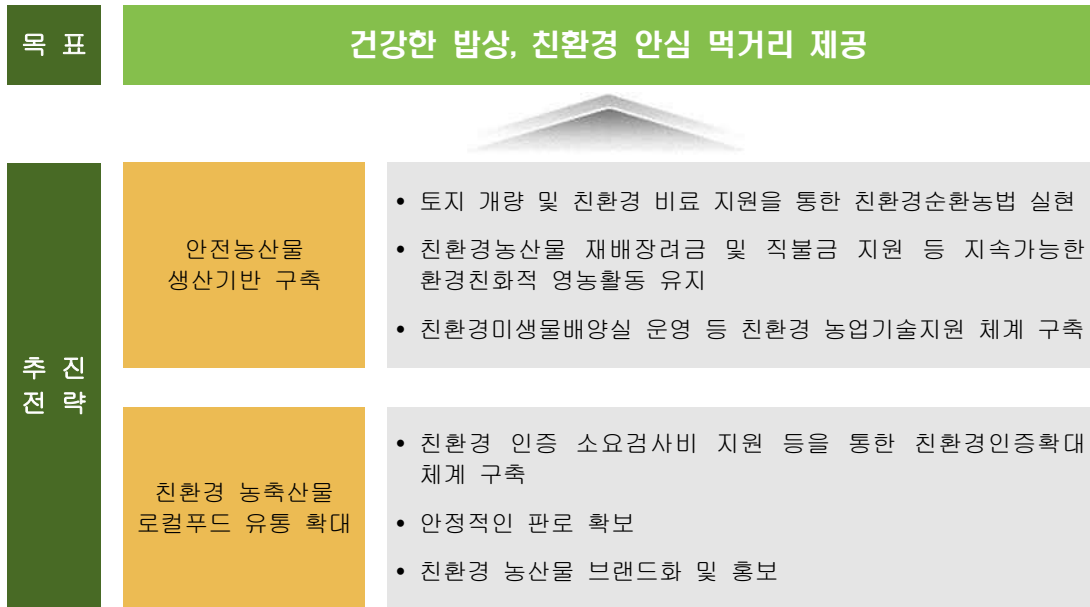 목 표
건강한 밥상, 친환경 안심 먹거리 제공
추 진
전 략
안전농산물
생산기반 구축
• 토지 개량 및 친환경 비료 지원을 통한 친환경순환농법 실현
• 친환경농산물 재배장려금 및 직불금 지원 등 지속가능한
환경친화적 영농활동 유지
• 친환경미생물배양실 운영 등 친환경 농업기술지원 체계 구축
친환경 농축산물
로컬푸드 유통 확대
• 친환경 인증 소요검사비 지원 등을 통한 친환경인증확대
체계 구축
• 안정적인 판로 확보
• 친환경 농산물 브랜드화 및 홍보